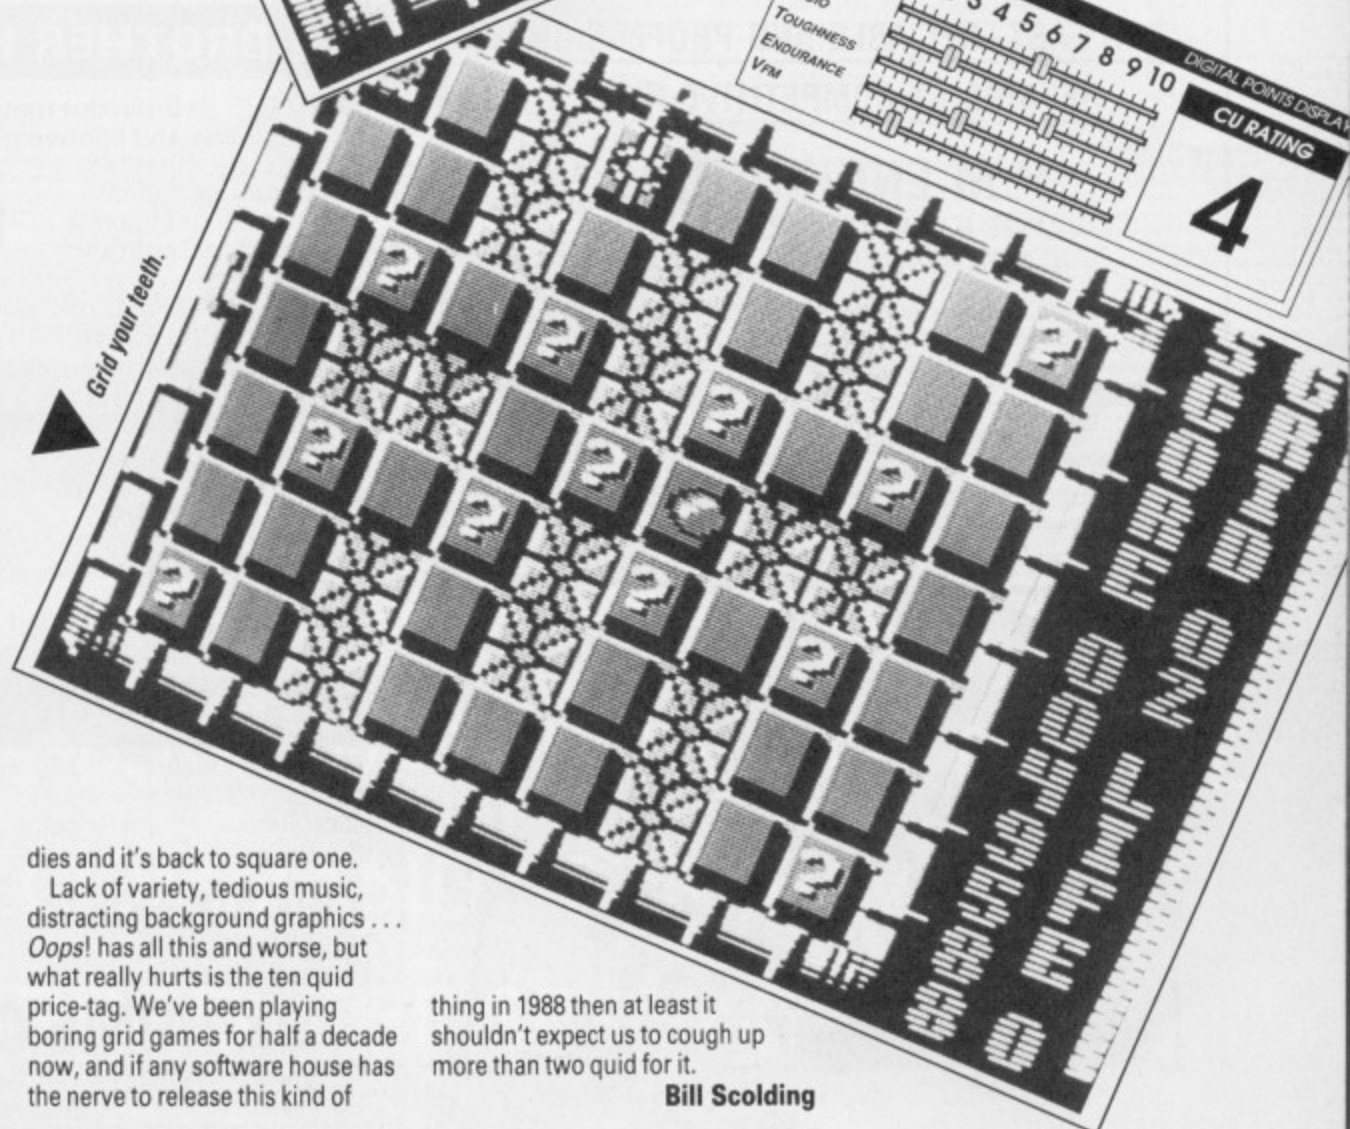 TOUGHNESS
ENDURANCE
VFM
3 4 5 6 7 8 9 10
DIGITAL POINTS DISPLAY
CU RATING
4
Grid your teeth.
dies and it's back to square one.
Lack of variety, tedious music,
distracting background graphics . . .
Oops! has all this and worse, but
what really hurts is the ten quid
price-tag. We've been playing
boring grid games for half a decade
now, and if any software house has
the nerve to release this kind of
thing in 1988 then at least it
shouldn't expect us to cough up
more than two quid for it.
Bill Scolding